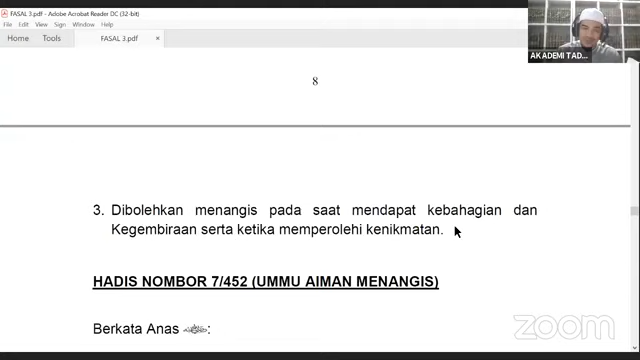 FASAL 3.pdf - Adobe Acrobat Reader DC (32-bit)
File Edit View Sign Window Help
Home Tools FASAL 3.pdf ×
AKADEMI TAD...
8
3. Dibolehkan menangis pada saat mendapat kebahagian dan
Kegembiraan serta ketika memperolehi kenikmatan.
HADIS NOMBOR 7/452 (UMMU AIMAN MENANGIS)
Berkata Anas :
zoom